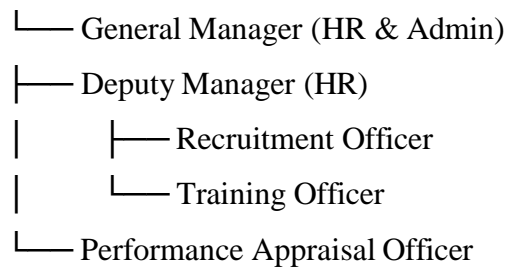 └── General Manager (HR & Admin)
├── Deputy Manager (HR)
│ ├── Recruitment Officer
│ └── Training Officer
└── Performance Appraisal Officer